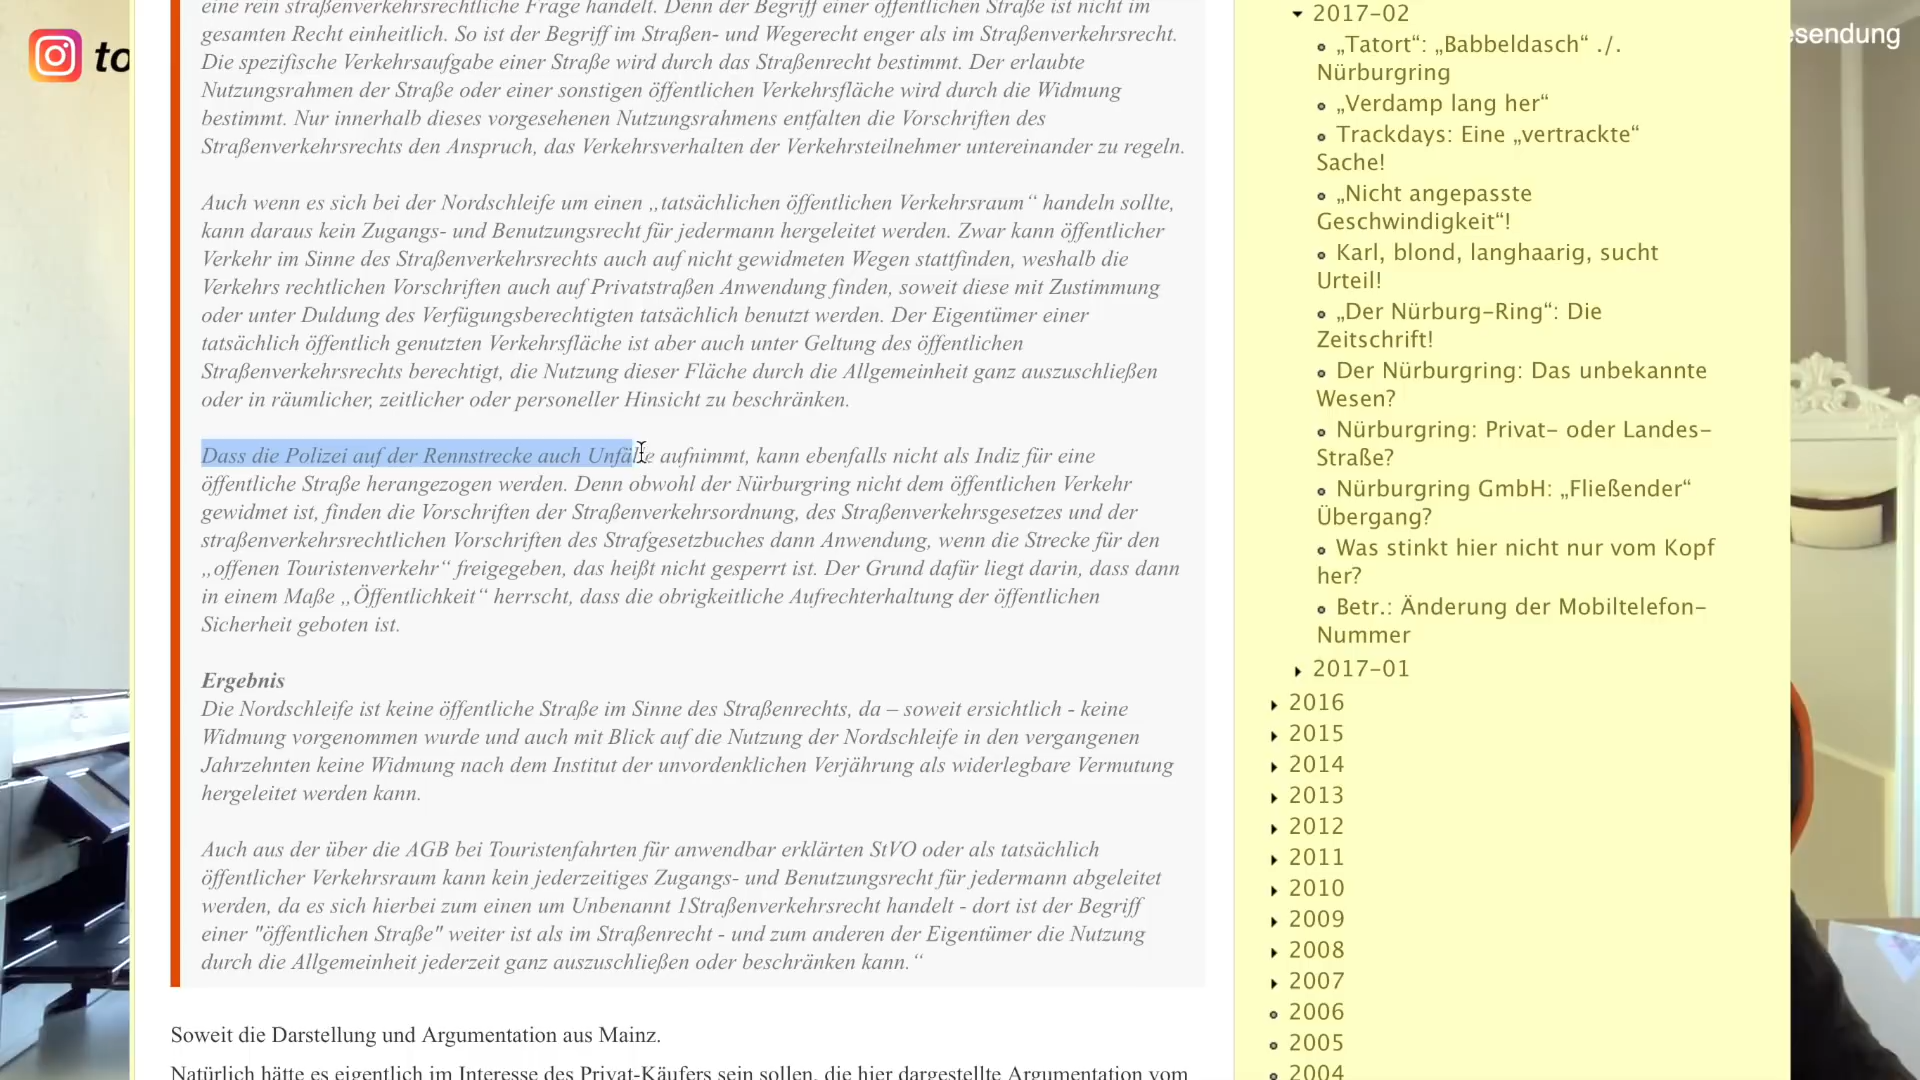 to
esendung
eine rein straßenverkehrsrechtliche Frage handelt. Denn der Begriff einer öffentlichen Straße ist nicht im
gesamten Recht einheitlich. So ist der Begriff im Straßen- und Wegerecht enger als im Straßenverkehrsrecht.
Die spezifische Verkehrsaufgabe einer Straße wird durch das Straßenrecht bestimmt. Der erlaubte
Nutzungsrahmen der Straße oder einer sonstigen öffentlichen Verkehrsfläche wird durch die Widmung
bestimmt. Nur innerhalb dieses vorgesehenen Nutzungsrahmens entfalten die Vorschriften des
Straßenverkehrsrechts den Anspruch, das Verkehrsverhalten der Verkehrsteilnehmer untereinander zu regeln.
Auch wenn es sich bei der Nordschleife um einen „tatsächlichen öffentlichen Verkehrsraum“ handeln sollte,
kann daraus kein Zugangs- und Benutzungsrecht für jedermann hergeleitet werden. Zwar kann öffentlicher
Verkehr im Sinne des Straßenverkehrsrechts auch auf nicht gewidmeten Wegen stattfinden, weshalb die
Verkehrs rechtlichen Vorschriften auch auf Privatstraßen Anwendung finden, soweit diese mit Zustimmung
oder unter Duldung des Verfügungsberechtigten tatsächlich benutzt werden. Der Eigentümer einer
tatsächlich öffentlich genutzten Verkehrsfläche ist aber auch unter Geltung des öffentlichen
Straßenverkehrsrechts berechtigt, die Nutzung dieser Fläche durch die Allgemeinheit ganz auszuschließen
oder in räumlicher, zeitlicher oder personeller Hinsicht zu beschränken.
Dass die Polizei auf der Rennstrecke auch Unfälle aufnimmt, kann ebenfalls nicht als Indiz für eine
öffentliche Straße herangezogen werden. Denn obwohl der Nürburgring nicht dem öffentlichen Verkehr
gewidmet ist, finden die Vorschriften der Straßenverkehrsordnung, des Straßenverkehrsgesetzes und der
straßenverkehrsrechtlichen Vorschriften des Strafgesetzbuches dann Anwendung, wenn die Strecke für den
„offenen Touristenverkehr“ freigegeben, das heißt nicht gesperrt ist. Der Grund dafür liegt darin, dass dann
in einem Maße „Öffentlichkeit“ herrscht, dass die obrigkeitliche Aufrechterhaltung der öffentlichen
Sicherheit geboten ist.
Ergebnis
Die Nordschleife ist keine öffentliche Straße im Sinne des Straßenrechts, da – soweit ersichtlich - keine
Widmung vorgenommen wurde und auch mit Blick auf die Nutzung der Nordschleife in den vergangenen
Jahrzehnten keine Widmung nach dem Institut der unvordenklichen Verjährung als widerlegbare Vermutung
hergeleitet werden kann.
Auch aus der über die AGB bei Touristenfahrten für anwendbar erklärten StVO oder als tatsächlich
öffentlicher Verkehrsraum kann kein jederzeitiges Zugangs- und Benutzungsrecht für jedermann abgeleitet
werden, da es sich hierbei zum einen um Unbenannt 1Straßenverkehrsrecht handelt - dort ist der Begriff
einer "öffentlichen Straße" weiter ist als im Straßenrecht - und zum anderen der Eigentümer die Nutzung
durch die Allgemeinheit jederzeit ganz auszuschließen oder beschränken kann.“
Soweit die Darstellung und Argumentation aus Mainz.
Natürlich hätte es eigentlich im Interesse des Privat-Käufers sein sollen, die hier dargestellte Argumentation vom
2017-02
„Tatort“: „Babbeldasch“ ./.
Nürburgring
„Verdamp lang her“
Trackdays: Eine „vertrackte“
Sache!
„Nicht angepasste
Geschwindigkeit“!
Karl, blond, langhaarig, sucht
Urteil!
„Der Nürburg-Ring“: Die
Zeitschrift!
Der Nürburgring: Das unbekannte
Wesen?
Nürburgring: Privat- oder Landes-
Straße?
Nürburgring GmbH: „Fließender“
Übergang?
Was stinkt hier nicht nur vom Kopf
her?
Betr.: Änderung der Mobiltelefon-
Nummer
2017-01
2016
2015
2014
2013
2012
2011
2010
2009
2008
2007
2006
2005
2004